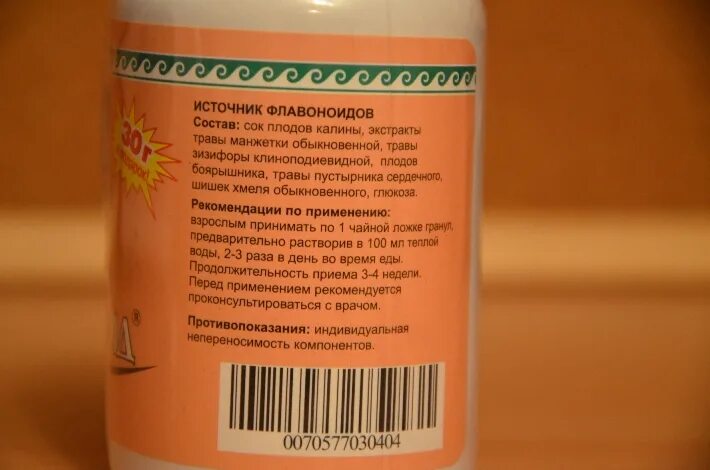 ИСТОЧНИК ФЛАВОНОИДОВ
Состав: сок плодов калины, экстракты
травы манжетки обыкновенной, травы
зизифоры клиноподиевидной, плодов
боярышника, травы пустырника сердечного,
шишек хмеля обыкновенного, глюкоза.
Рекомендации по применению:
взрослым принимать по 1 чайной ложке гранул,
предварительно растворив в 100 мл теплой
воды, 2-3 раза в день во время еды.
Продолжительность приема 3-4 недели.
Перед применением рекомендуется
проконсультироваться с врачом.
Противопоказания: индивидуальная
непереносимость компонентов.
0070577030404
30г
Д®